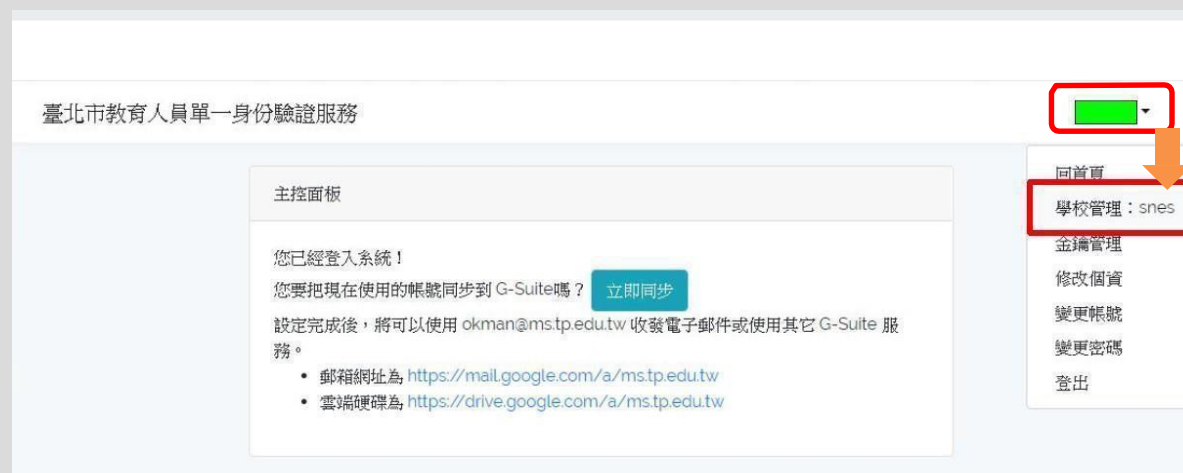 臺北市教育人員單一身份驗證服務
主控面板
您已經登入系統！
您要把現在使用的帳號同步到 G-Suite嗎？ 立即同步
設定完成後，將可以使用 okman@ms.tp.edu.tw 收發電子郵件或使用其它 G-Suite 服
務。
• 郵箱網址為 https://mail.google.com/a/ms.tp.edu.tw
• 雲端硬碟為 https://drive.google.com/a/ms.tp.edu.tw
回首頁
學校管理：snes
金鑰管理
修改個資
變更帳號
變更密碼
登出